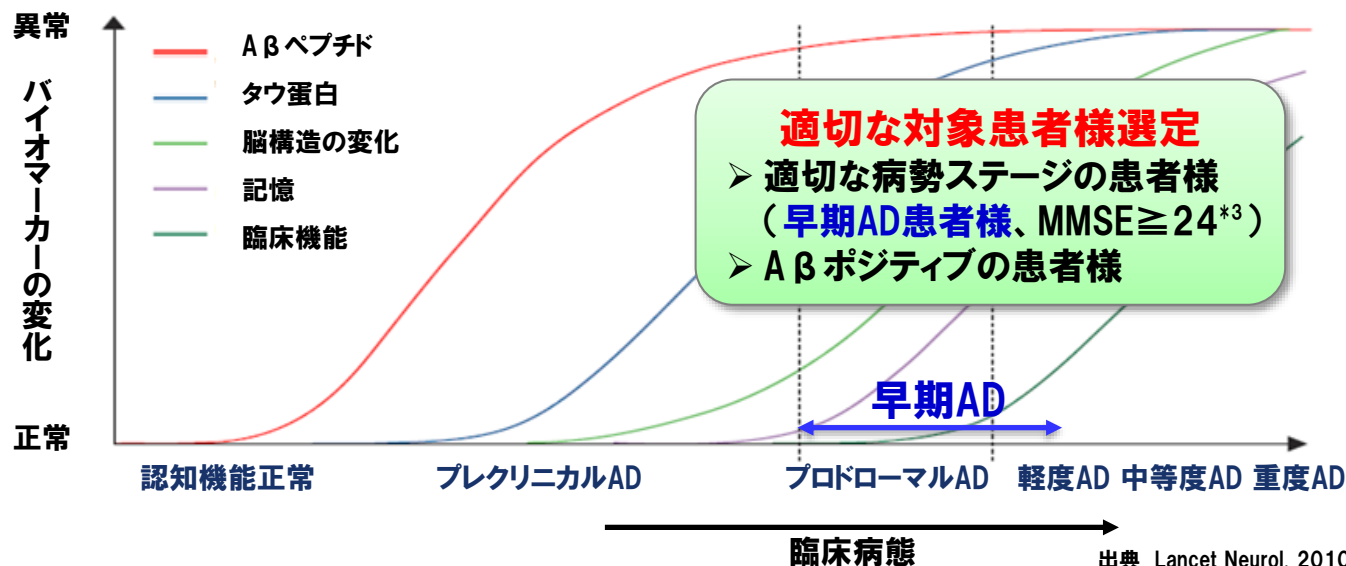 異常
バイオマーカーの変化
正常
Aβペプチド
タウ蛋白
脳構造の変化
記憶
臨床機能
適切な対象患者様選定
➢ 適切な病勢ステージの患者様
（早期AD患者様、MMSE≧24*3）
➢ Aβポジティブの患者様
早期AD
認知機能正常 プレクリニカルAD プロドローマルAD 軽度AD 中等度AD 重度AD
臨床病態
出典 Lancet Neurol. 2010